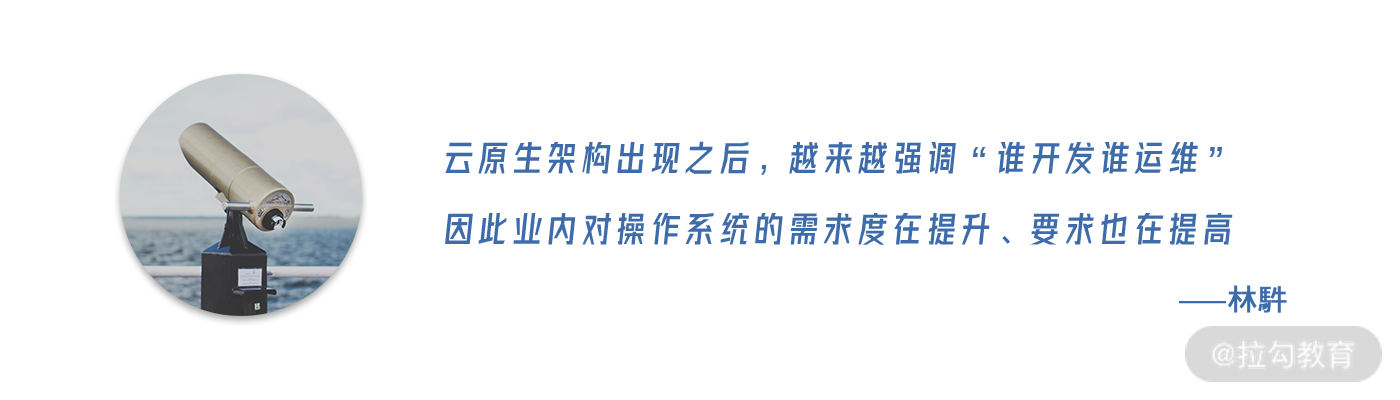 云原生架构出现之后，越来越强调“谁开发谁运维”
因此业内对操作系统的需求度在提升、要求也在提高
——林䭽
@拉勾教育